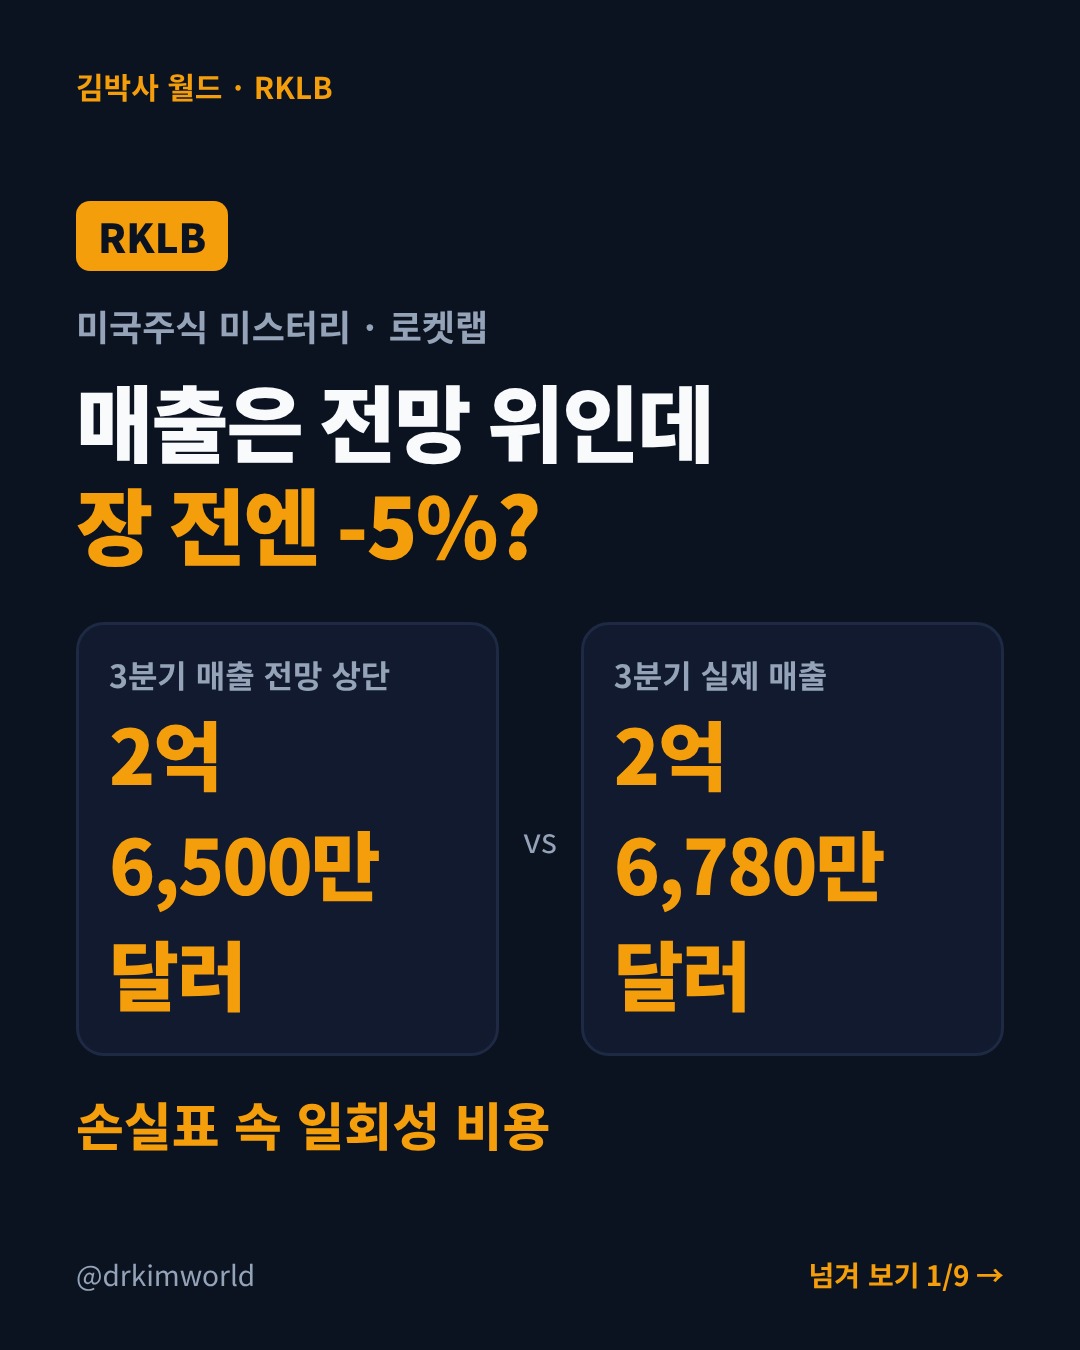 김박사 월드 · RKLB
RKLB
미국주식 미스터리 · 로켓랩
매출은 전망 위인데
장 전엔 -5%?
3분기 매출 전망 상단
2억
6,500만
달러
vs
3분기 실제 매출
2억
6,780만
달러
손실표 속 일회성 비용
@drkimworld
넘겨 보기 1/9 →